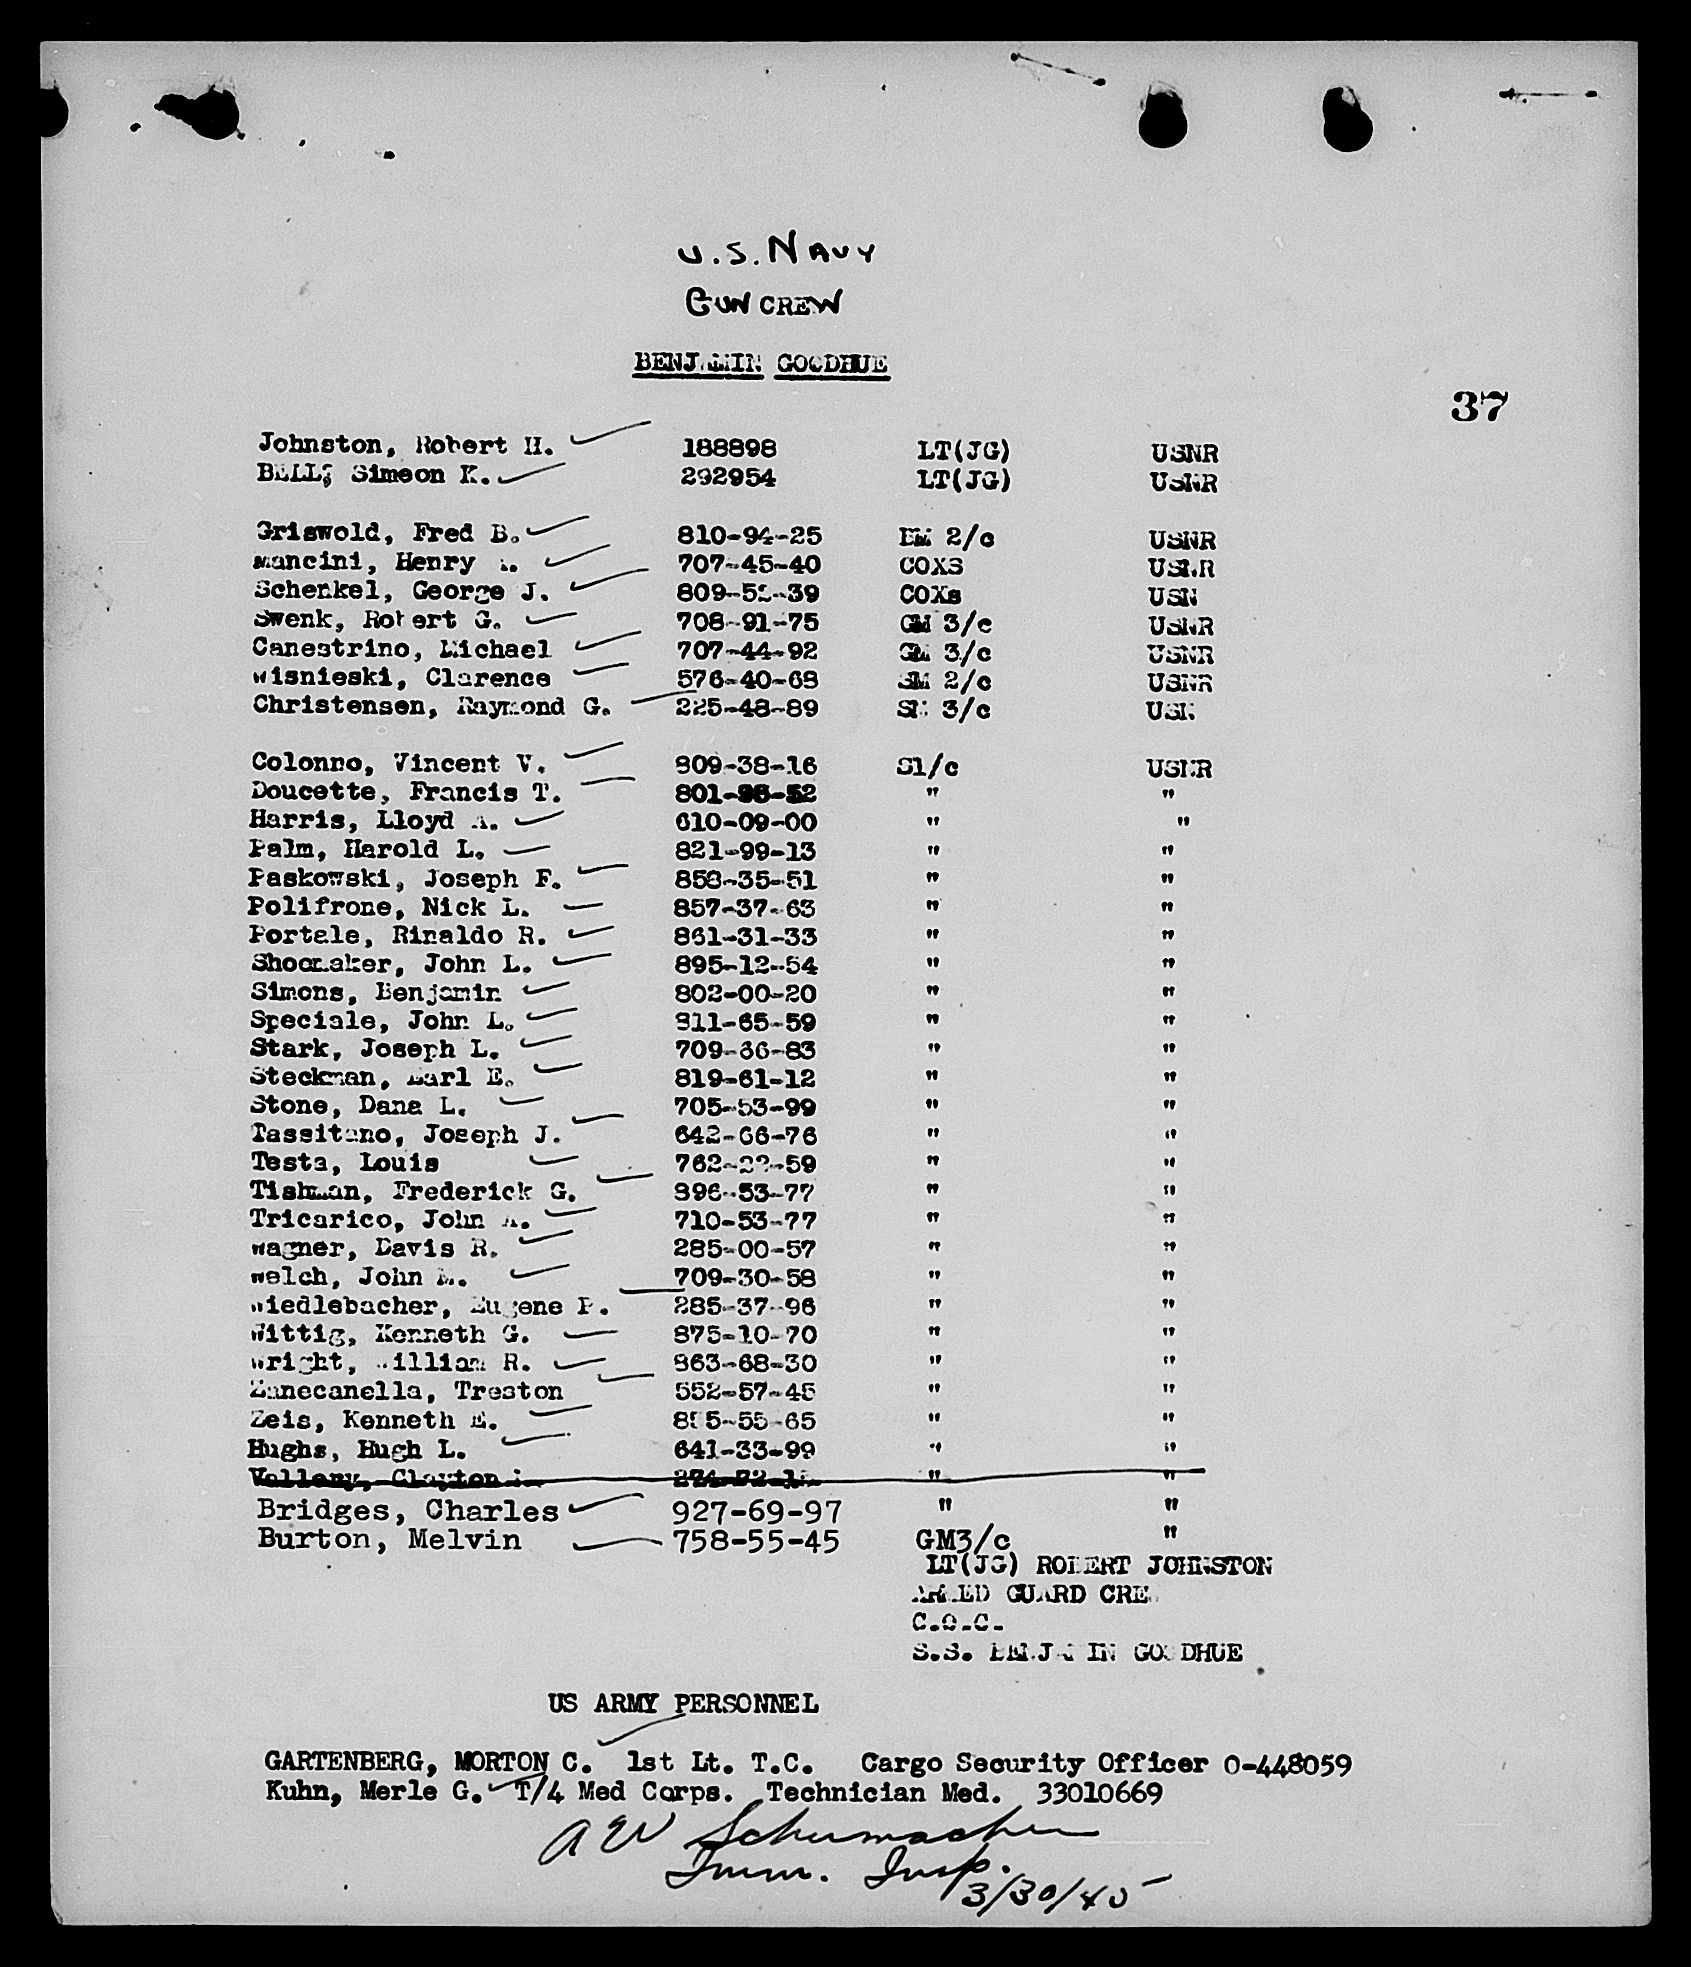 U.S. NAVY
GUN CREW
BENJAMIN GOODHUE
37
Johnston, Robert H. 188898 LT(JG) USNR
BELL, Simeon K. 292954 LT(JG) USNR
Griswold, Fred B. 810-94-25 2/c USNR
Mancini, Henry 707-45-40 COXS USNR
Schenkel, George J. 809-52-39 COXs USN
Swenk, Robert G. 708-91-75 GM 3/c USNR
Canestrino, Michael 707-44-92 GM 3/c USNR
Wisnieski, Clarence 576-40-68 SM 2/c USNR
Christensen, Raymond G. 225-48-89 SM 3/c USN
Colonno, Vincent V. 809-38-16 S1/c USNR
Doucette, Francis T. " "
Harris, Lloyd A. 610-09-00 " "
Palm, Harold L. 821-99-13 " "
Paskowski, Joseph F. 858-35-51 " "
Polifrone, Nick L. 857-37-63 " "
Portale, Rinaldo R. 861-31-33 " "
Shoemaker, John L. 895-12-54 " "
Simons, Benjamin 802-00-20 " "
Speciale, John L. 811-65-59 " "
Stark, Joseph L. 709-66-83 " "
Steckman, Earl E. 819-61-12 " "
Stone, Dana L. 705-53-99 " "
Tassitano, Joseph J. 642-66-76 " "
Testa, Louis " "
Tishman, Frederick G. 896-53-77 " "
Tricarico, John A. 710-53-77 " "
Wagner, Davis R. 285-00-57 " "
Welch, John M. 709-30-58 " "
Wiedlebacher, Eugene P. 285-37-96 " "
Wittig, Kenneth G. 875-10-70 " "
Wright, William R. 863-68-30 " "
Zanecanella, Treston 552-57-45 " "
Zeis, Kenneth E. " "
Hughs, Hugh L. 641-33-99 " "
Clayton " "
Bridges, Charles 927-69-97 " "
Burton, Melvin 758-55-45 GM3/c "
LT(JG) ROBERT JOHNSTON
ARMED GUARD CREW
C.O.C.
S.S. BENJAMIN GOODHUE
US ARMY PERSONNEL
GARTENBERG, MORTON C. 1st Lt. T.C. Cargo Security Officer O-448059
Kuhn, Merle G. T/4 Med Corps. Technician Med. 33010669
A W Schumacher
Imm. Insp.
3/30/45